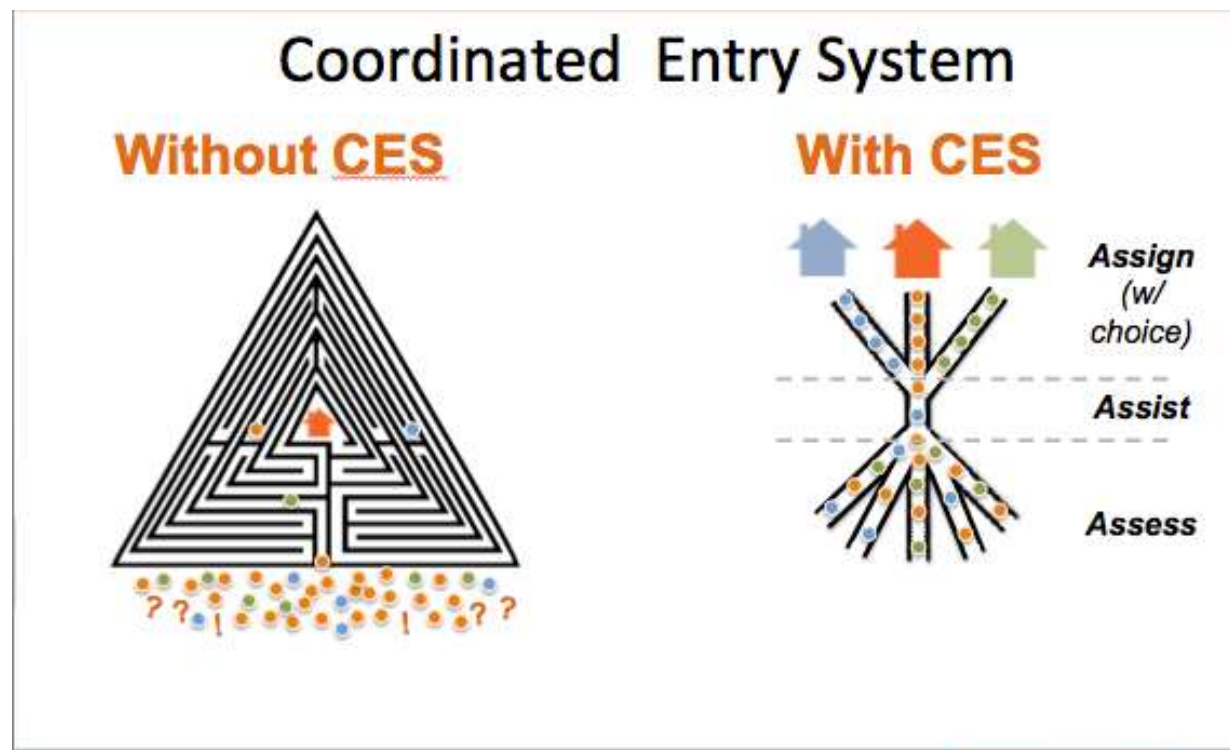 Coordinated Entry System
Without CES
With CES
Assign
(w/
choice)
Assist
Assess
? ? ! ! ? ?